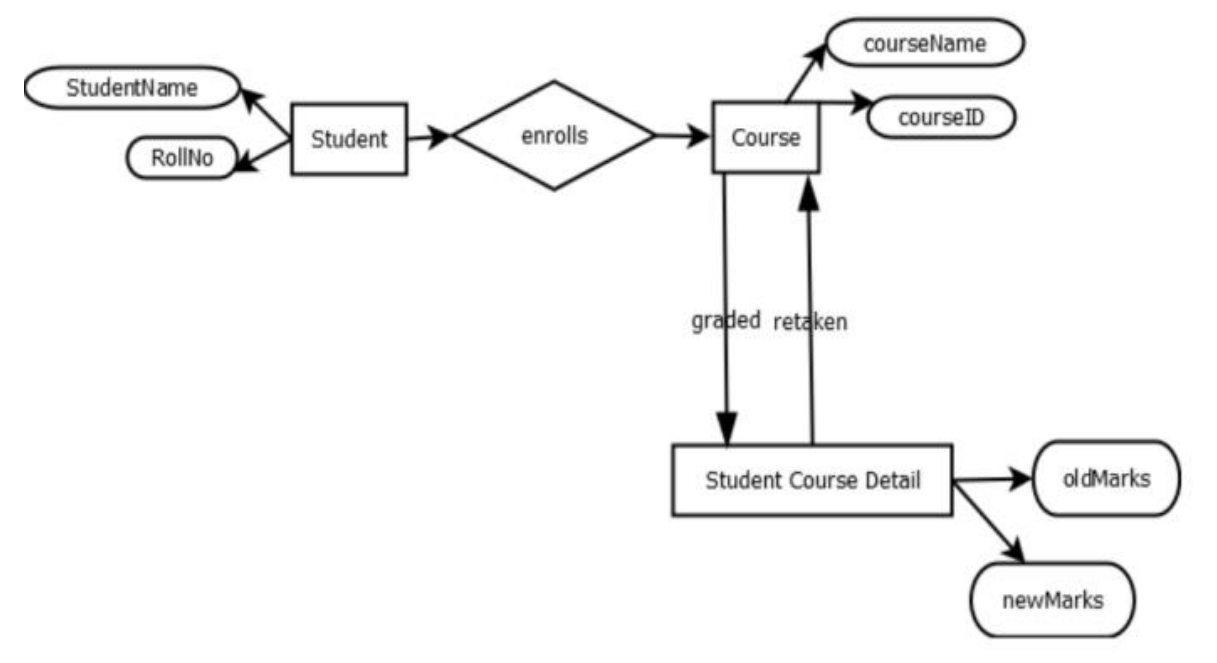 courseName
StudentName
courseID
Student
enrolls
Course
RollNo
graded
retaken
Student Course Detail
oldMarks
newMarks